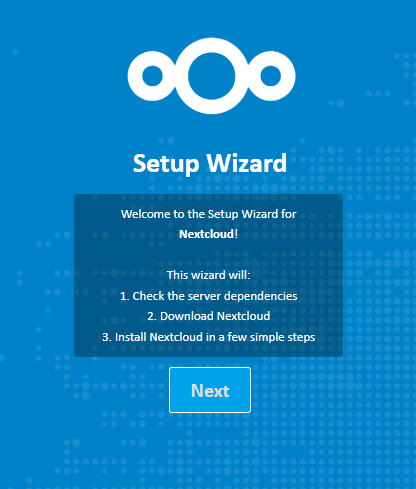 Setup Wizard
Welcome to the Setup Wizard for
Nextcloud!
This wizard will:
1. Check the server dependencies
2. Download Nextcloud
3. Install Nextcloud in a few simple steps
Next